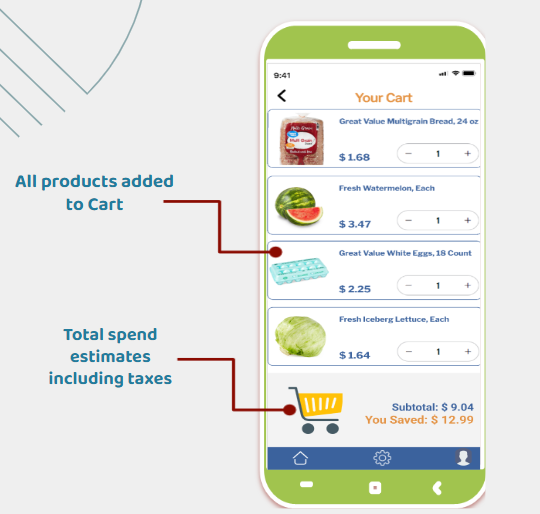 9:41
Your Cart
Great Value Multigrain Bread, 24 oz
$ 1.68
− 1 +
Fresh Watermelon, Each
$ 3.47
− 1 +
All products added
to Cart
Great Value White Eggs, 18 Count
$ 2.25
− 1 +
Fresh Iceberg Lettuce, Each
$ 1.64
− 1 +
Total spend
estimates
including taxes
Subtotal: $ 9.04
You Saved: $ 12.99